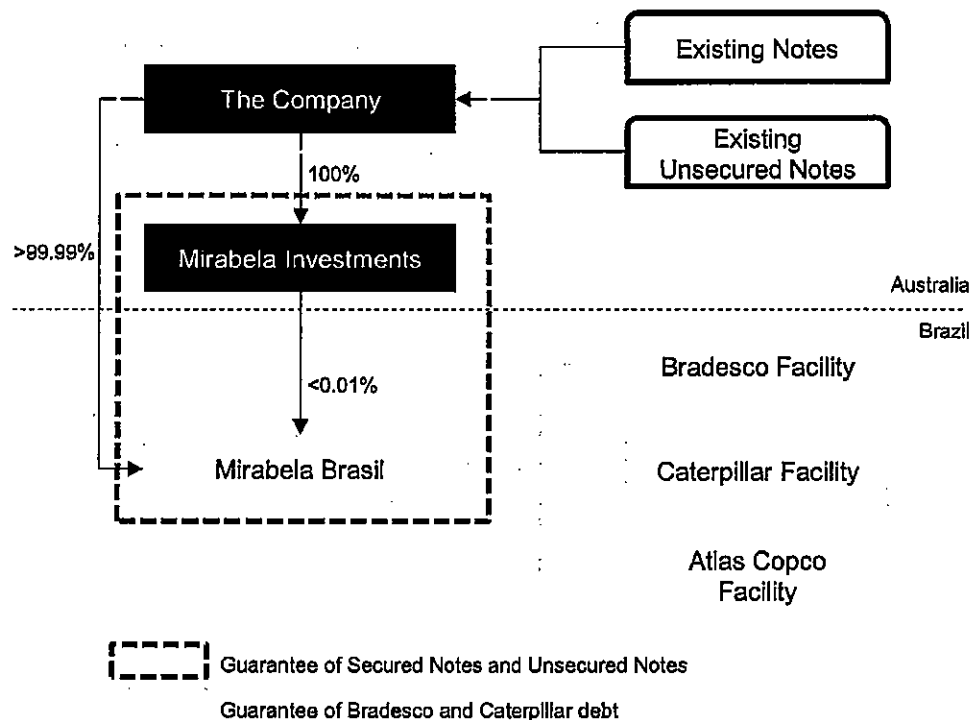 The Company
Existing Notes
Existing
Unsecured Notes
100%
>99.99%
Mirabela Investments
Australia
Brazil
<0.01%
Bradesco Facility
Mirabela Brasil
Caterpillar Facility
Atlas Copco
Facility
Guarantee of Secured Notes and Unsecured Notes
Guarantee of Bradesco and Caterpillar debt